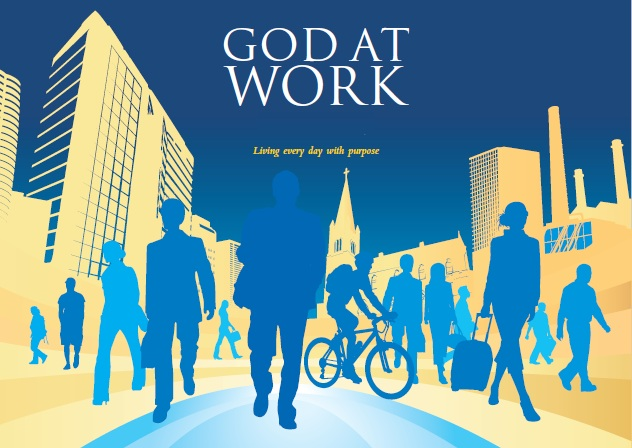 GOD AT
WORK
Living every day with purpose